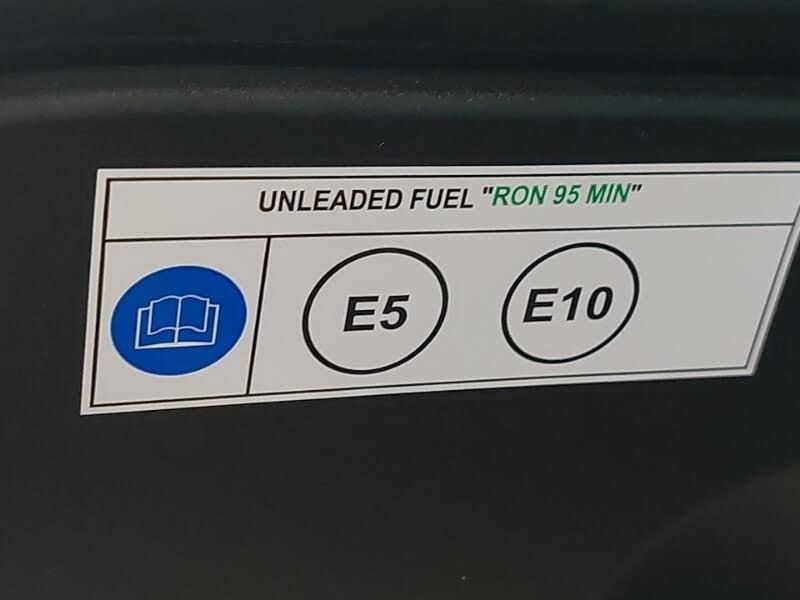 UNLEADED FUEL "RON 95 MIN"
E5 E10